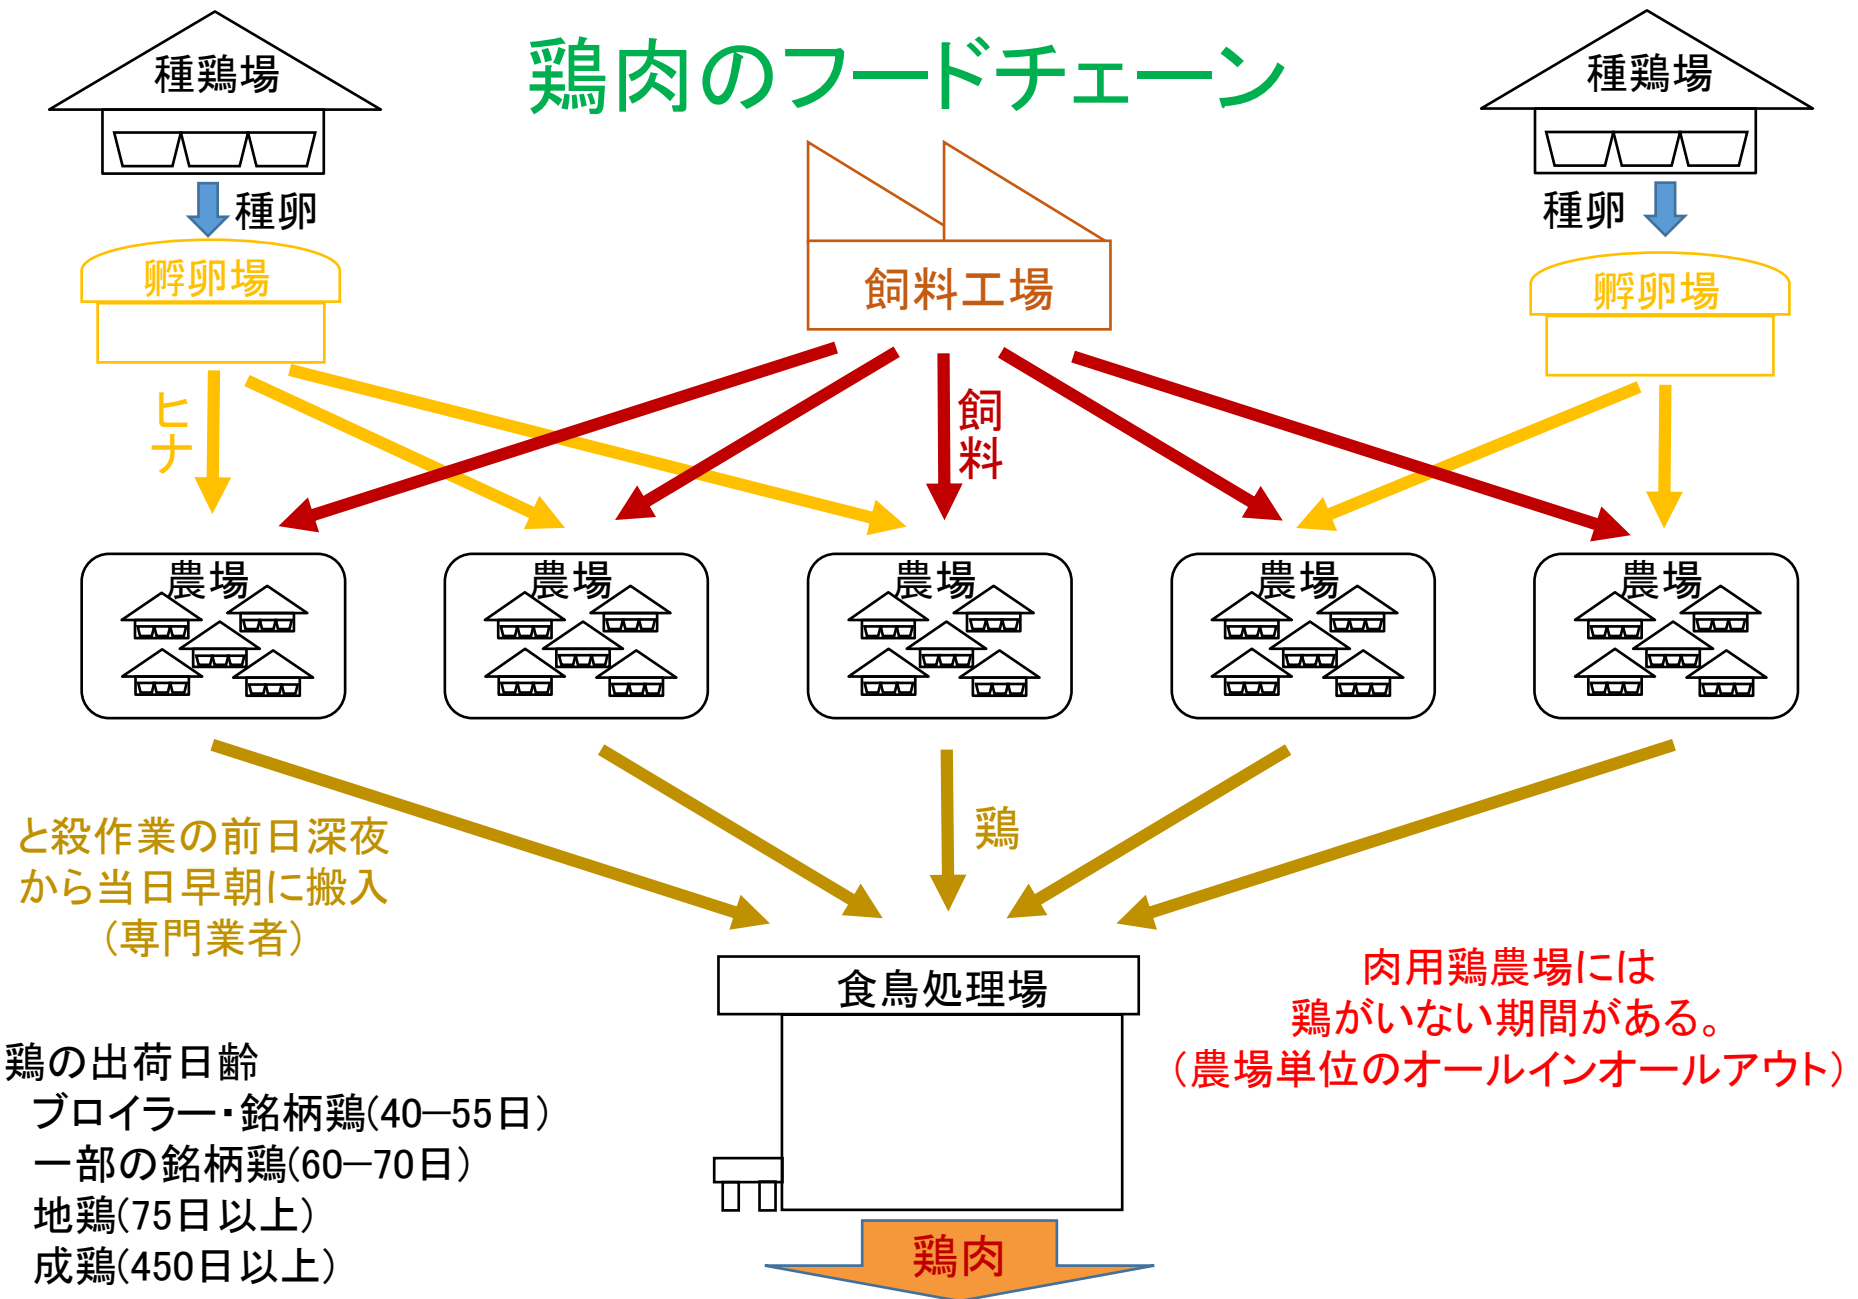 鶏肉のフードチェーン
種鶏場
種鶏場
種卵
種卵
孵卵場
飼料工場
孵卵場
ヒナ
飼料
農場
農場
農場
農場
農場
鶏
と殺作業の前日深夜
から当日早朝に搬入
(専門業者)
食鳥処理場
肉用鶏農場には
鶏がいない期間がある。
(農場単位のオールインオールアウト)
鶏の出荷日齢
ブロイラー・銘柄鶏(40−55日)
一部の銘柄鶏(60−70日)
地鶏(75日以上)
成鶏(450日以上)
鶏肉